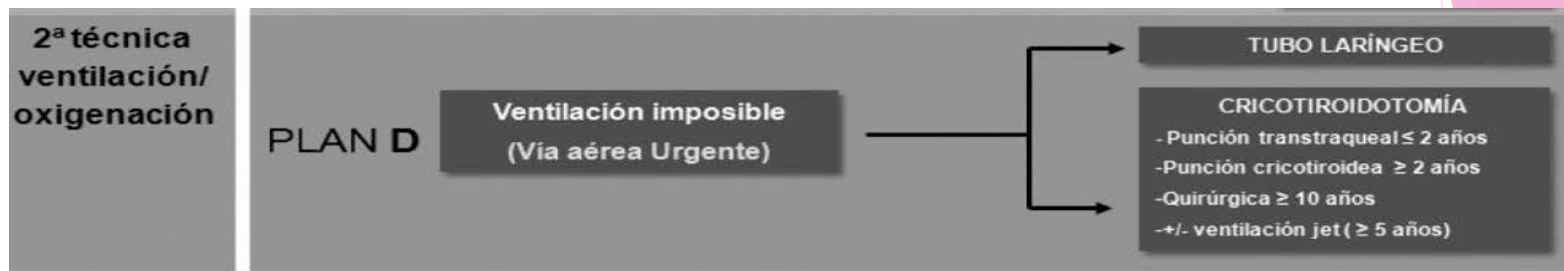 2ª técnica
ventilación/
oxigenación
PLAN D
Ventilación imposible
(Vía aérea Urgente)
TUBO LARÍNGEO
CRICOTIROIDOTOMÍA
- Punción transtraqueal ≤ 2 años
-Punción cricotiroidea ≥ 2 años
-Quirúrgica ≥ 10 años
-+/- ventilación jet ( ≥ 5 años)